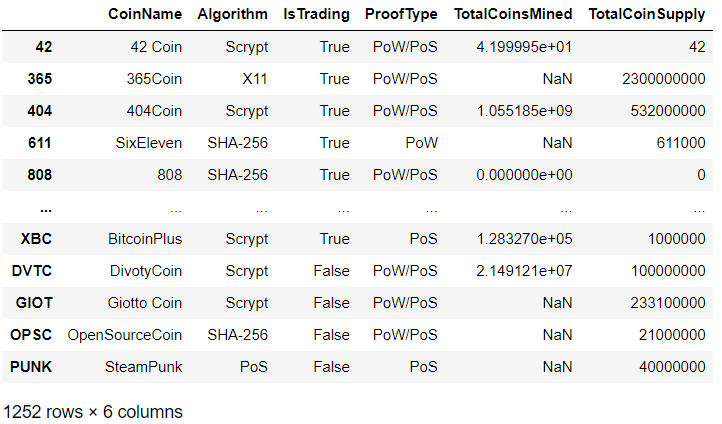 CoinName Algorithm IsTrading ProofType TotalCoinsMined TotalCoinSupply
42 42 Coin Scrypt True PoW/PoS 4.199995e+01 42
365 365Coin X11 True PoW/PoS NaN 2300000000
404 404Coin Scrypt True PoW/PoS 1.055185e+09 532000000
611 SixEleven SHA-256 True PoW NaN 611000
808 808 SHA-256 True PoW/PoS 0.000000e+00 0
... ... ... ... ... ... ...
XBC BitcoinPlus Scrypt True PoS 1.283270e+05 1000000
DVTC DivotyCoin Scrypt False PoW/PoS 2.149121e+07 100000000
GIOT Giotto Coin Scrypt False PoW/PoS NaN 233100000
OPSC OpenSourceCoin SHA-256 False PoW/PoS NaN 21000000
PUNK SteamPunk PoS False PoS NaN 40000000
1252 rows × 6 columns